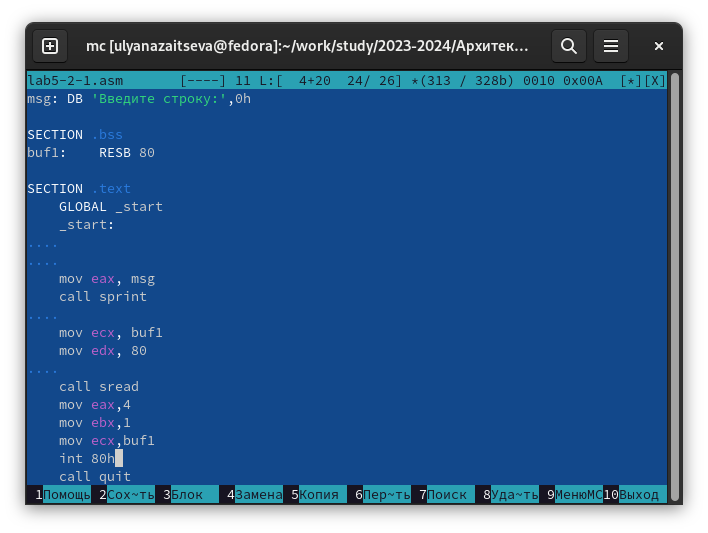 mc [ulyanazaitseva@fedora]:~/work/study/2023-2024/Архитек…
lab5-2-1.asm       [----] 11 L:[  4+20  24/ 26] *(313 / 328b) 0010 0x00A  [*][X]
msg: DB 'Введите строку:',0h
SECTION .bss
buf1:    RESB 80
SECTION .text
    GLOBAL _start
    _start:
....
....
    mov eax, msg
    call sprint
....
    mov ecx, buf1
    mov edx, 80
....
    call sread
    mov eax,4
    mov ebx,1
    mov ecx,buf1
    int 80h
    call quit
1Помощь 2Сох~ть 3Блок 4Замена 5Копия 6Пер~ть 7Поиск 8Уда~ть 9МенюМС 10Выход